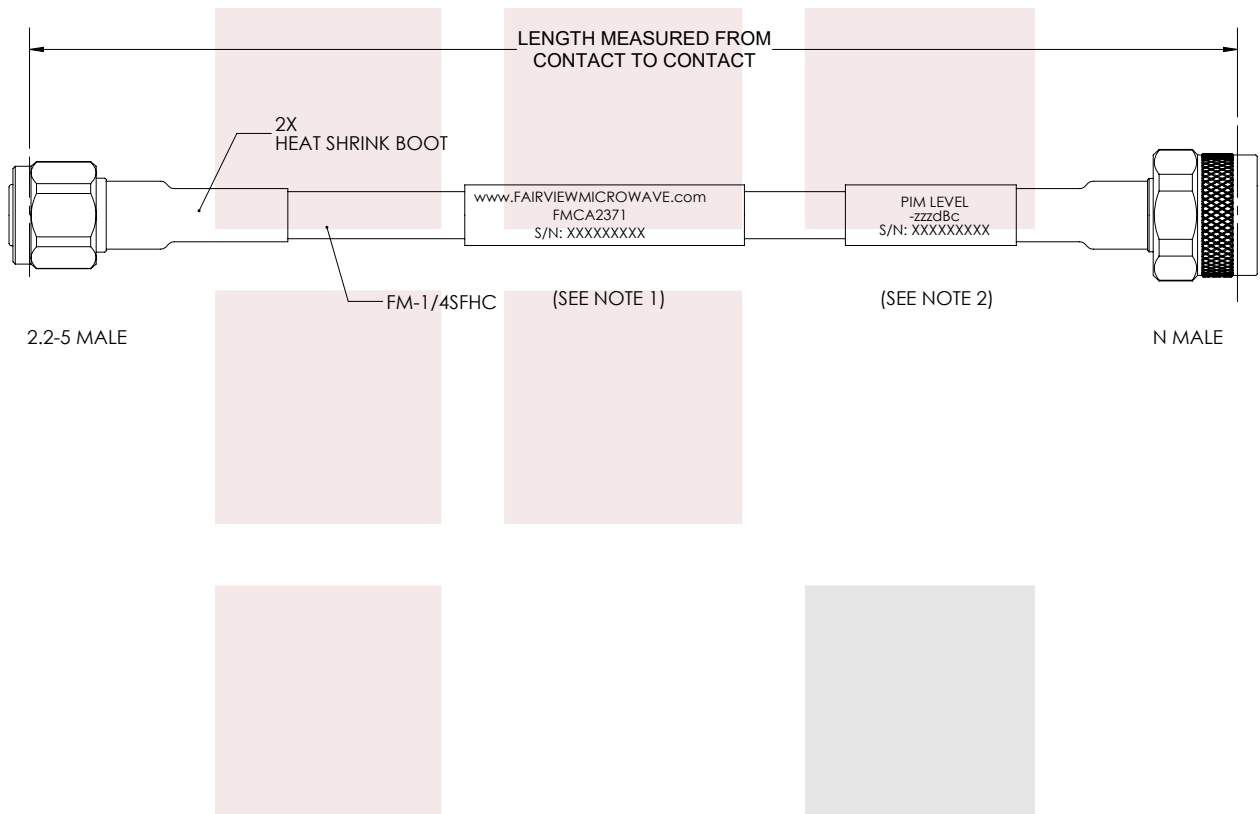 LENGTH MEASURED FROM
CONTACT TO CONTACT
2X
HEAT SHRINK BOOT
www.FAIRVIEWMICROWAVE.com
FMCA2371
S/N: XXXXXXXXX
PIM LEVEL
-zzzdBc
S/N: XXXXXXXXX
FM-1/4SFHC
(SEE NOTE 1)
(SEE NOTE 2)
2.2-5 MALE
N MALE